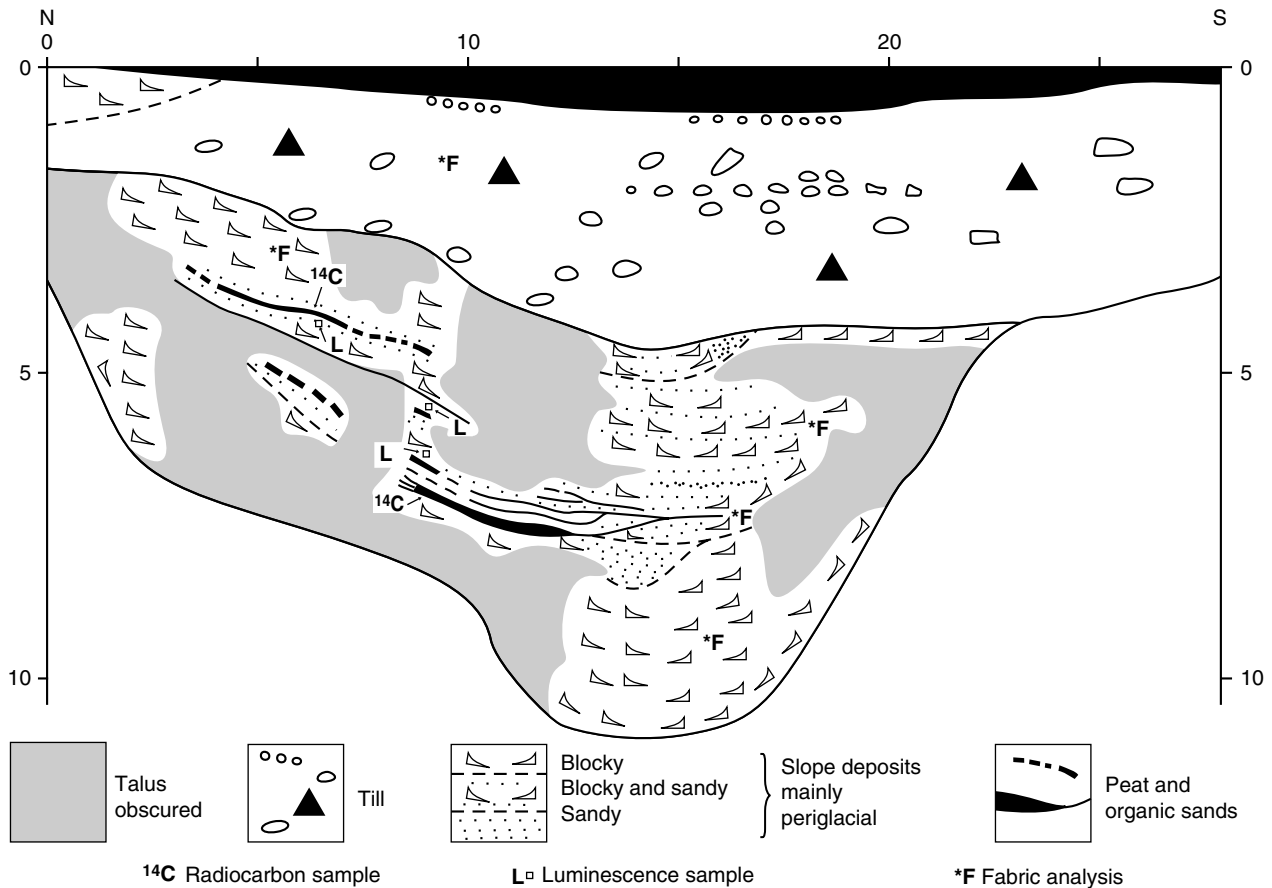 N S
0 10 20
0 0
*F
*F
14C
L
5 5
L
*F
L
14C
*F
*F
10 10
Talus
obscured
Till
Blocky
Blocky and sandy
Sandy
Slope deposits
mainly
periglacial
Peat and
organic sands
14C Radiocarbon sample L Luminescence sample *F Fabric analysis